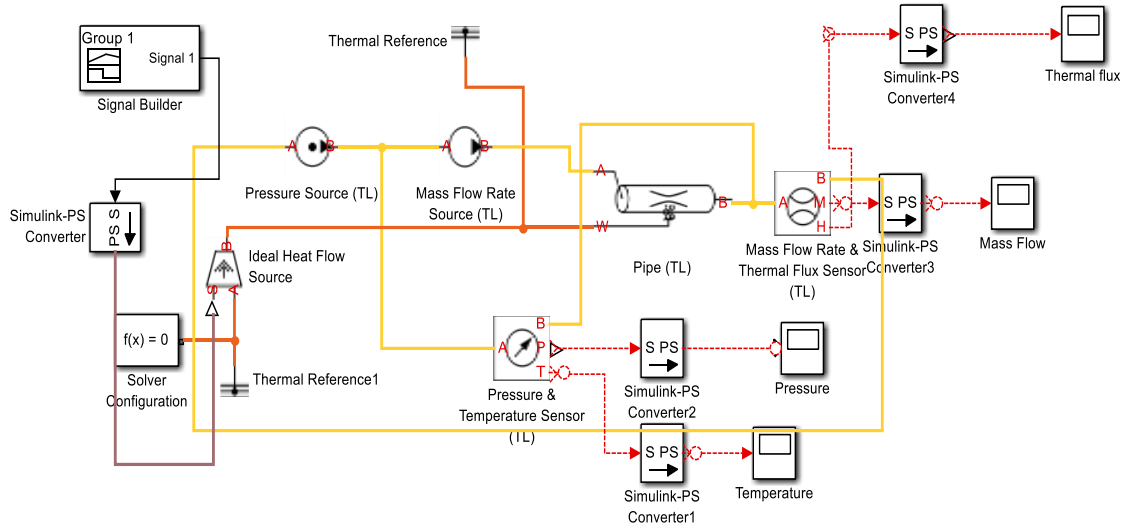 Group 1
Signal 1
Signal Builder
Thermal Reference
S PS
Simulink-PS
Converter4
Thermal flux
A
B
Pressure Source (TL)
A
B
Mass Flow Rate
Source (TL)
A
B
W
Pipe (TL)
A
B
M
H
Mass Flow Rate &
Thermal Flux Sensor
(TL)
S PS
Simulink-PS
Converter3
Mass Flow
Simulink-PS
Converter
S PS
B
S
A
Ideal Heat Flow
Source
f(x) = 0
Solver
Configuration
Thermal Reference1
A
B
P
T
Pressure &
Temperature Sensor
(TL)
S PS
Simulink-PS
Converter2
Pressure
S PS
Simulink-PS
Converter1
Temperature